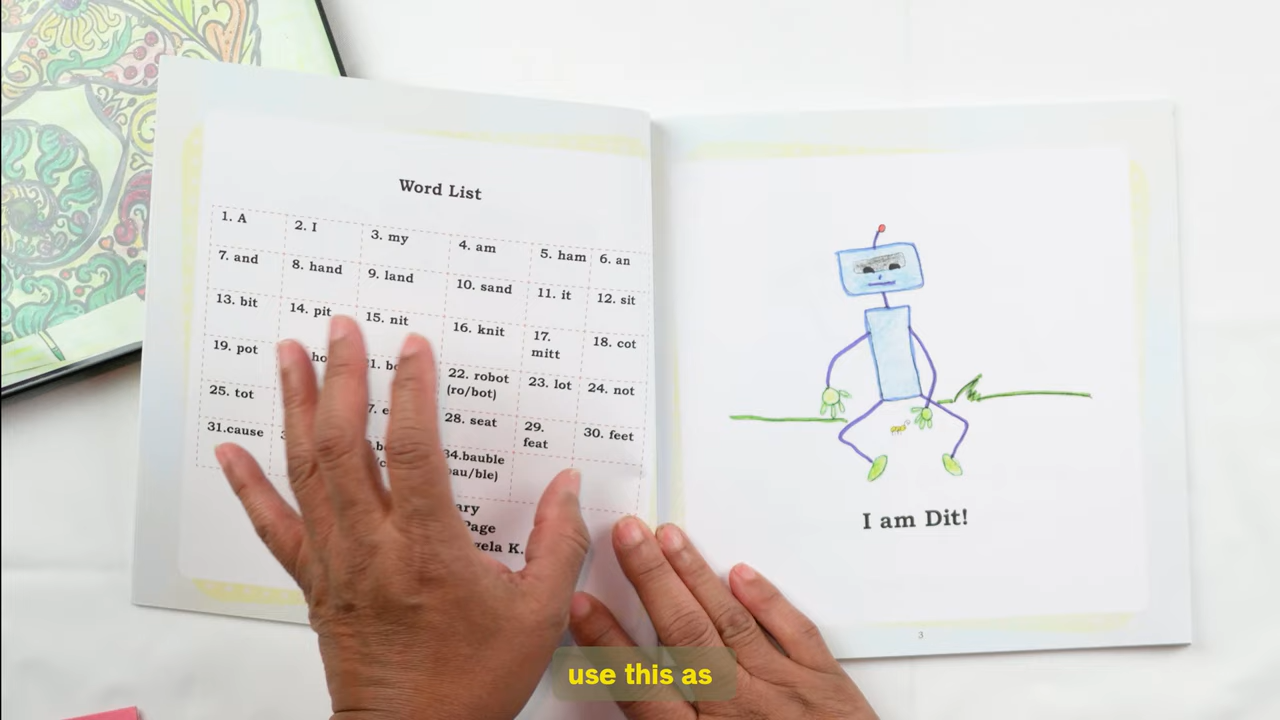 Word List
1. A 2. I 3. my 4. am 5. ham 6. an
7. and 8. hand 9. land 10. sand 11. it 12. sit
13. bit 14. pit 15. nit 16. knit 17. mitt 18. cot
19. pot 22. robot (ro/bot) 23. lot 24. not
25. tot 28. seat 29. feat 30. feet
31.cause 34.bauble
Page
K.
I am Dit!
3
use this as